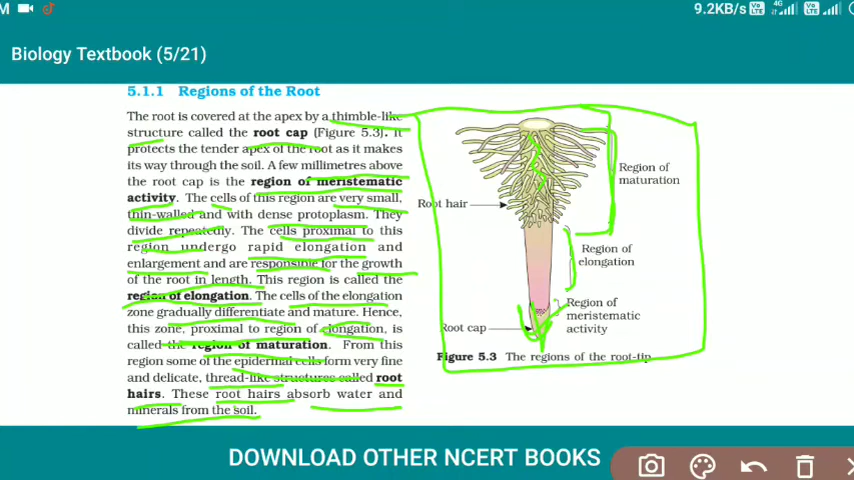 9.2KB/s
Vo
LTE
4G
Vo
LTE
Biology Textbook (5/21)
5.1.1 Regions of the Root
The root is covered at the apex by a thimble-like
structure called the root cap (Figure 5.3). It
protects the tender apex of the root as it makes
its way through the soil. A few millimetres above
the root cap is the region of meristematic
activity. The cells of this region are very small,
thin-walled and with dense protoplasm. They
divide repeatedly. The cells proximal to this
region undergo rapid elongation and
enlargement and are responsible for the growth
of the root in length. This region is called the
region of elongation. The cells of the elongation
zone gradually differentiate and mature. Hence,
this zone, proximal to region of elongation, is
called the region of maturation. From this
region some of the epidermal cells form very fine
and delicate, thread-like structures called root
hairs. These root hairs absorb water and
minerals from the soil.
Region of
maturation
Root hair
Region of
elongation
Region of
meristematic
activity
Root cap
Figure 5.3 The regions of the root-tip
DOWNLOAD OTHER NCERT BOOKS